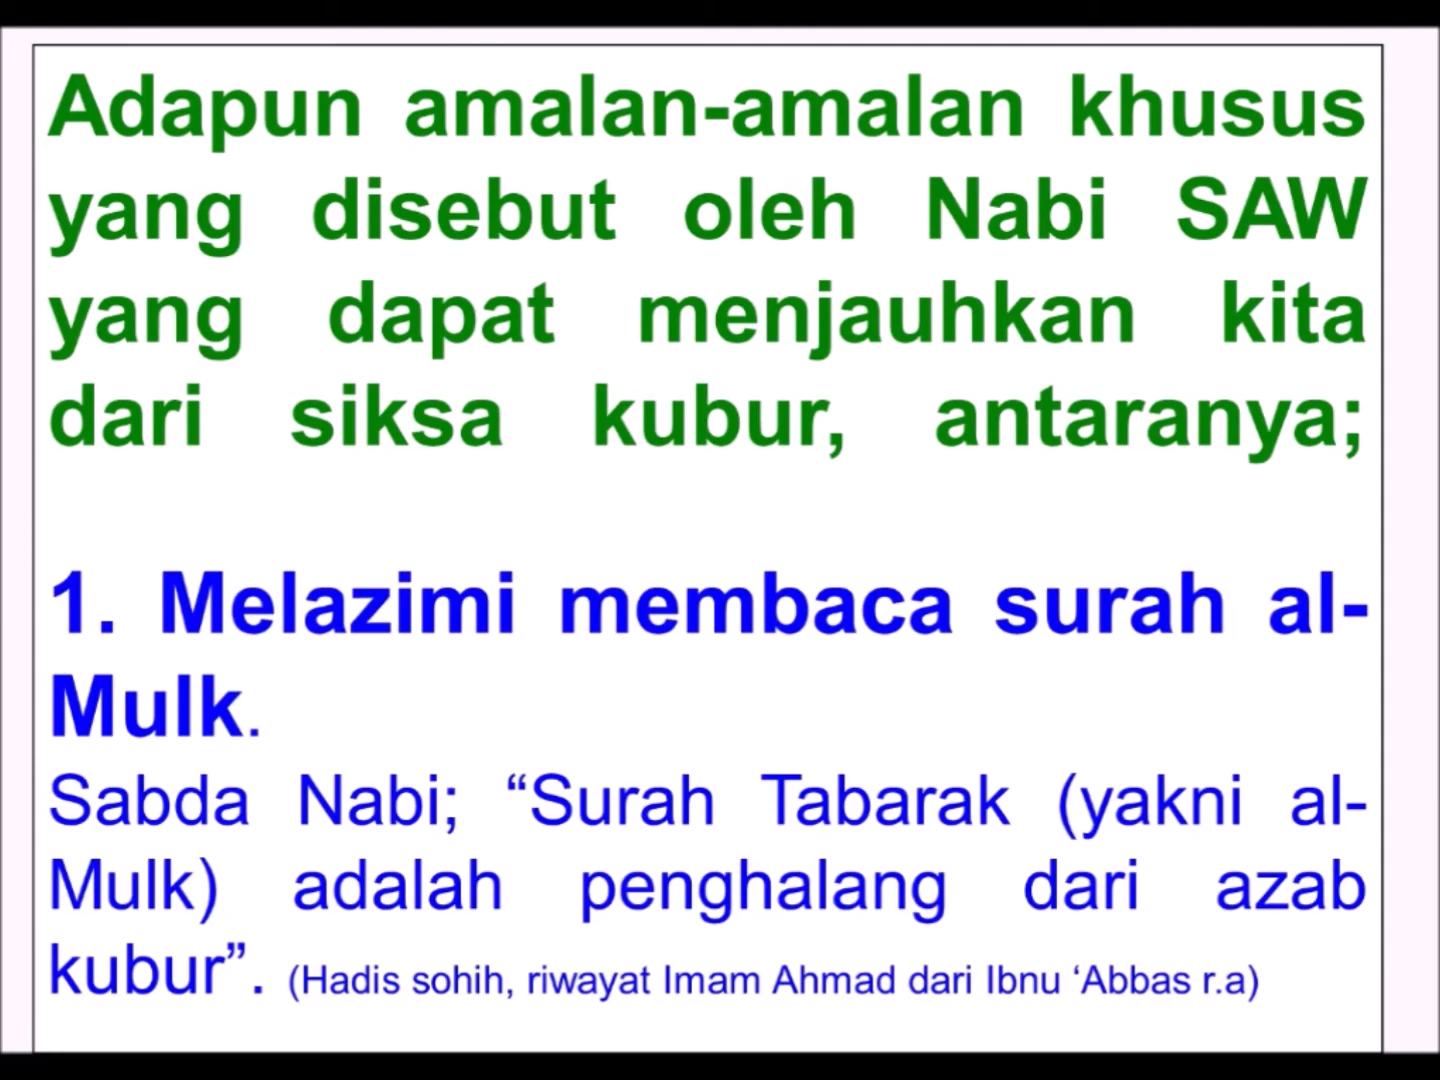 Adapun amalan-amalan khusus
yang disebut oleh Nabi SAW
yang dapat menjauhkan kita
dari siksa kubur, antaranya;
1. Melazimi membaca surah al-
Mulk.
Sabda Nabi; “Surah Tabarak (yakni al-
Mulk) adalah penghalang dari azab
kubur”. (Hadis sohih, riwayat Imam Ahmad dari Ibnu ‘Abbas r.a)